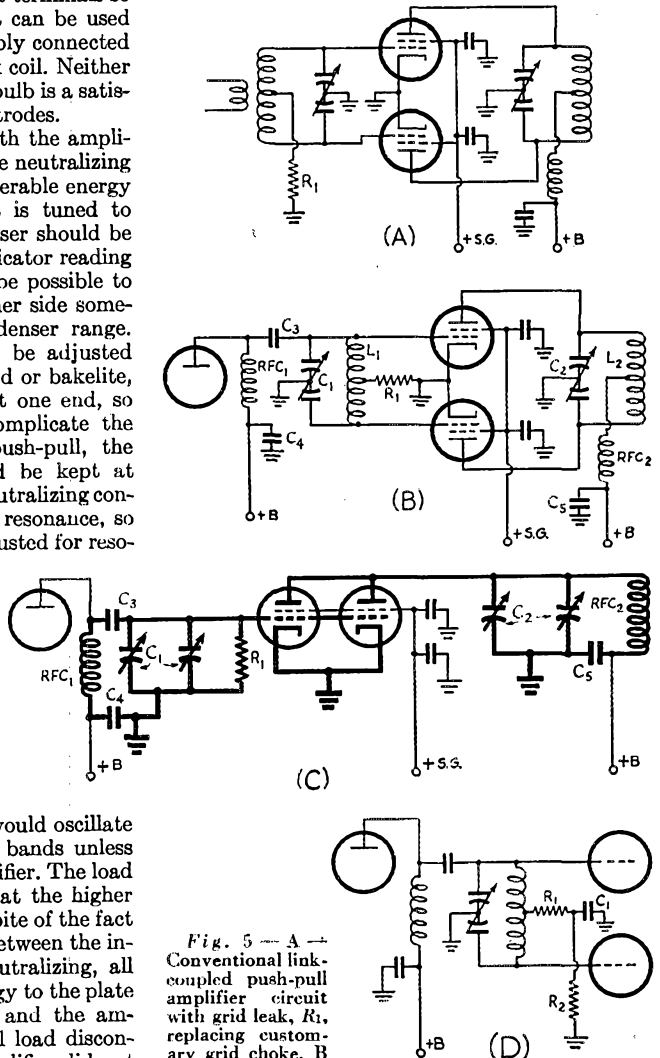 , can be used
bly connected
k coil. Neither
bulb is a satis-
trodes.
th the ampli-
e neutralizing
erable energy
is tuned to
ser should be
icator reading
be possible to
her side some-
denser range.
be adjusted
d or bakelite,
t one end, so
omplicate the
push-pull, the
d be kept at
utralizing con-
resonance, so
usted for reso-
R1
+S.G.
+B
(A)
C3
RFC1
C1
L1
R1
C4
+B
C2
L2
RFC2
C5
+S.G.
+B
(B)
C3
RFC1
C1
R1
C4
+B
C2
RFC2
C5
+S.G.
+B
(C)
vould oscillate
bands unless
ifier. The load
at the higher
pite of the fact
etween the in-
utralizing, all
gy to the plate
and the am-
l load discon-
Fig. 5 — A —
Conventional link-
coupled push-pull
amplifier circuit
with grid leak, R1,
replacing custom-
ary grid choke. B
R1
C1
R2
+B
(D)